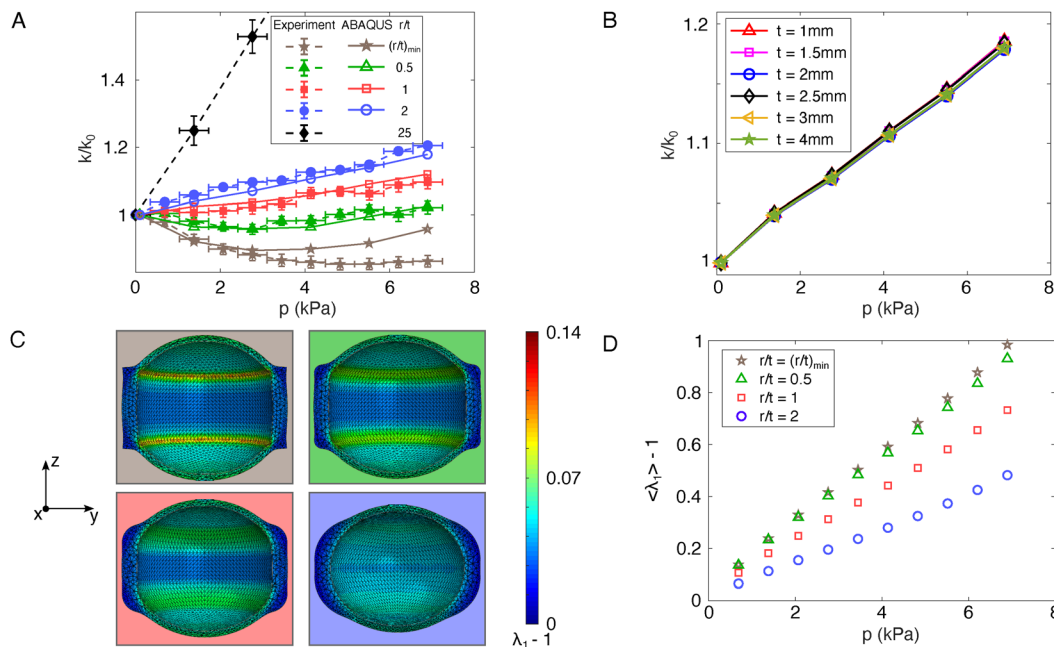 A
Experiment ABAQUS r/t
(r/t)min
0.5
1
2
25
1.4
1.2
1
k/k0
0 2 4 6 8
p (kPa)
B
t = 1mm
t = 1.5mm
t = 2mm
t = 2.5mm
t = 3mm
t = 4mm
1.2
1.1
1
k/k0
0 2 4 6 8
p (kPa)
C
z
x y
0.14
0.07
0
λ1 - 1
D
r/t = (r/t)min
r/t = 0.5
r/t = 1
r/t = 2
1
0.8
0.6
0.4
0.2
0
<λ1> - 1
0 2 4 6 8
p (kPa)